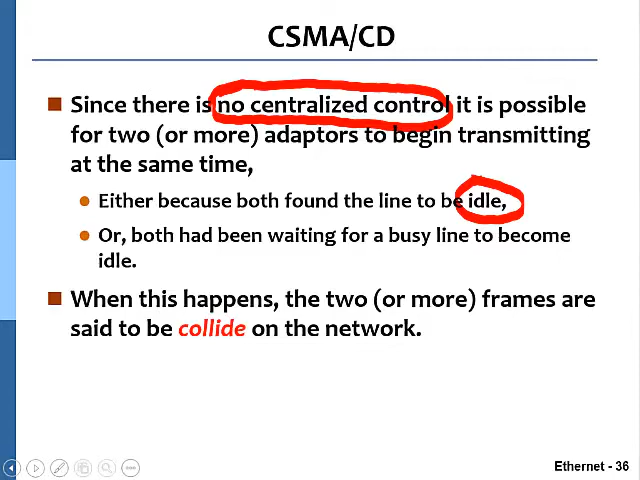 CSMA/CD
Since there is no centralized control it is possible
for two (or more) adaptors to begin transmitting
at the same time,
Either because both found the line to be idle,
Or, both had been waiting for a busy line to become
idle.
When this happens, the two (or more) frames are
said to be collide on the network.
Ethernet - 36